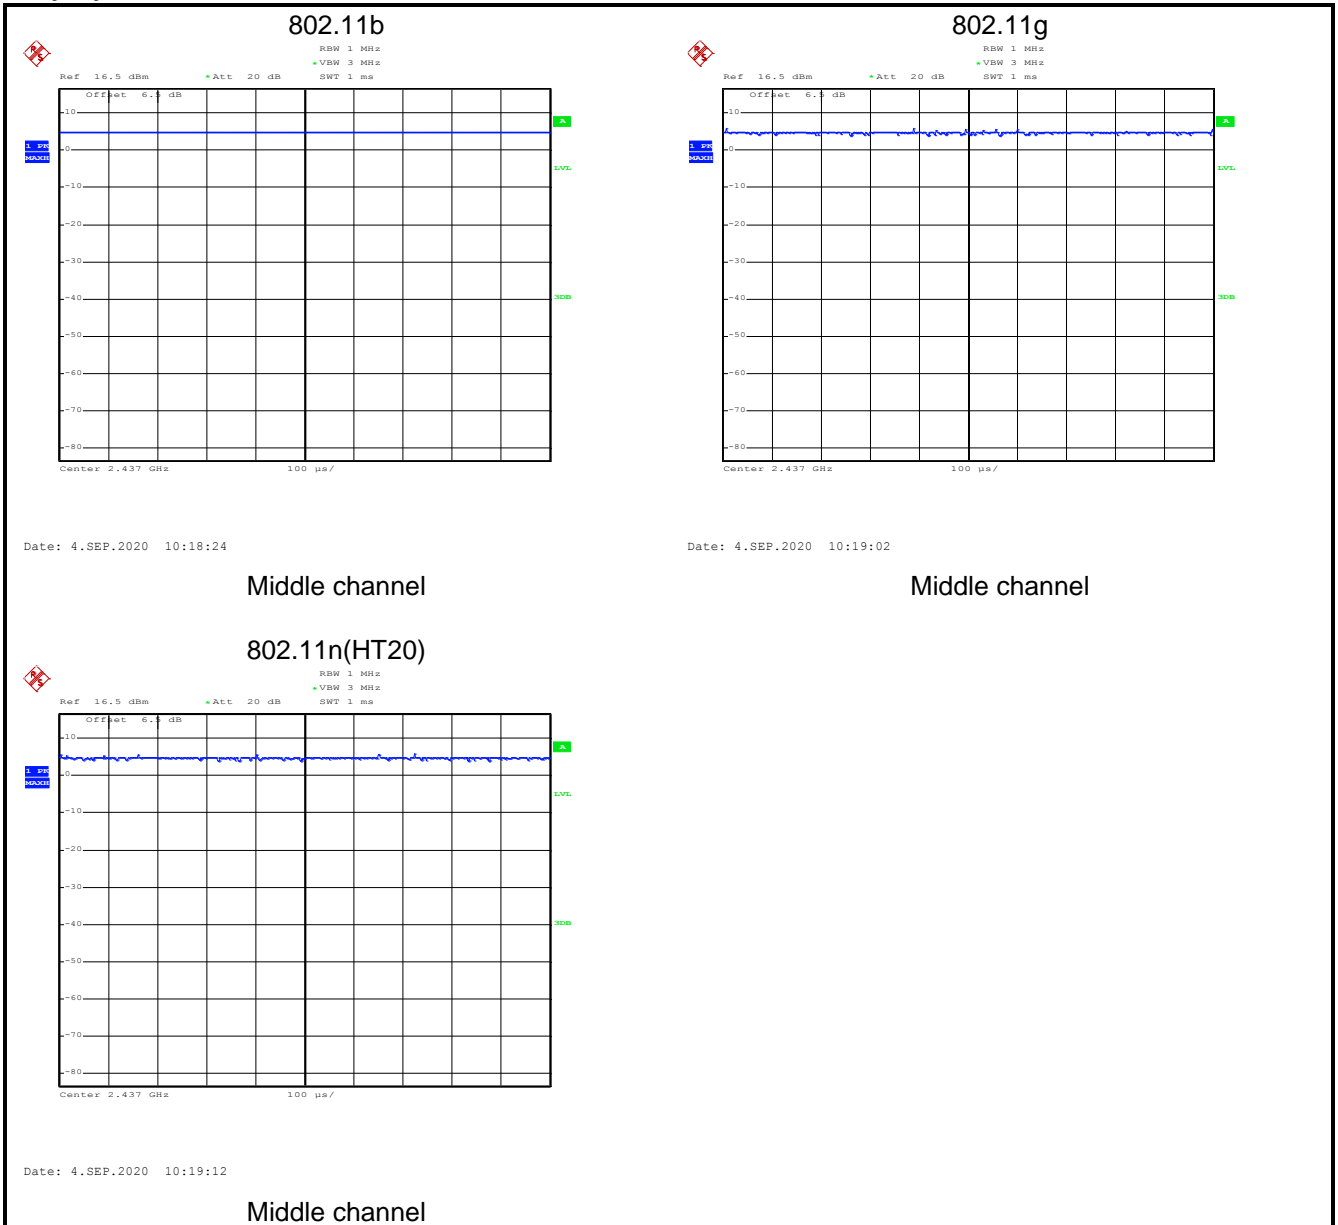 802.11b
RBW 1 MHz
*VBW 3 MHz
Ref 16.5 dBm *Att 20 dB SWT 1 ms
Offset 6.5 dB
10
A
1 PK
MAXH
0
LVL
-10
-20
-30
-40
3DB
-50
-60
-70
-80
Center 2.437 GHz 100 µs/
Date: 4.SEP.2020 10:18:24
Middle channel
802.11g
RBW 1 MHz
*VBW 3 MHz
Ref 16.5 dBm *Att 20 dB SWT 1 ms
Offset 6.5 dB
10
A
1 PK
MAXH
0
LVL
-10
-20
-30
-40
3DB
-50
-60
-70
-80
Center 2.437 GHz 100 µs/
Date: 4.SEP.2020 10:19:02
Middle channel
802.11n(HT20)
RBW 1 MHz
*VBW 3 MHz
Ref 16.5 dBm *Att 20 dB SWT 1 ms
Offset 6.5 dB
10
A
1 PK
MAXH
0
LVL
-10
-20
-30
-40
3DB
-50
-60
-70
-80
Center 2.437 GHz 100 µs/
Date: 4.SEP.2020 10:19:12
Middle channel